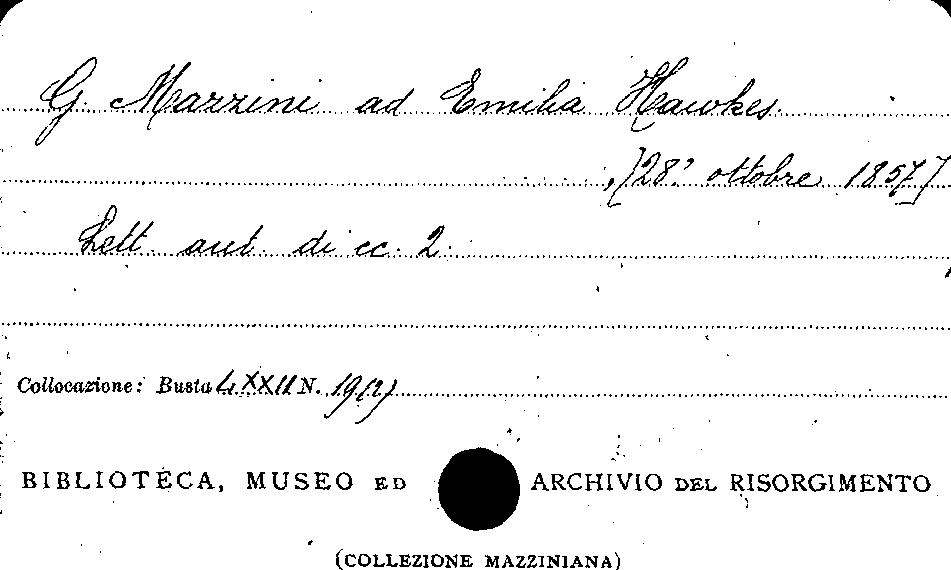 G. Mazzini ad Emilia Hawkes
, [28? ottobre 1857]
Lett. aut. di cc. 2.
Collocazione: Busta LXXII N. 19(2)
BIBLIOTECA, MUSEO ED ARCHIVIO DEL RISORGIMENTO
(COLLEZIONE MAZZINIANA)